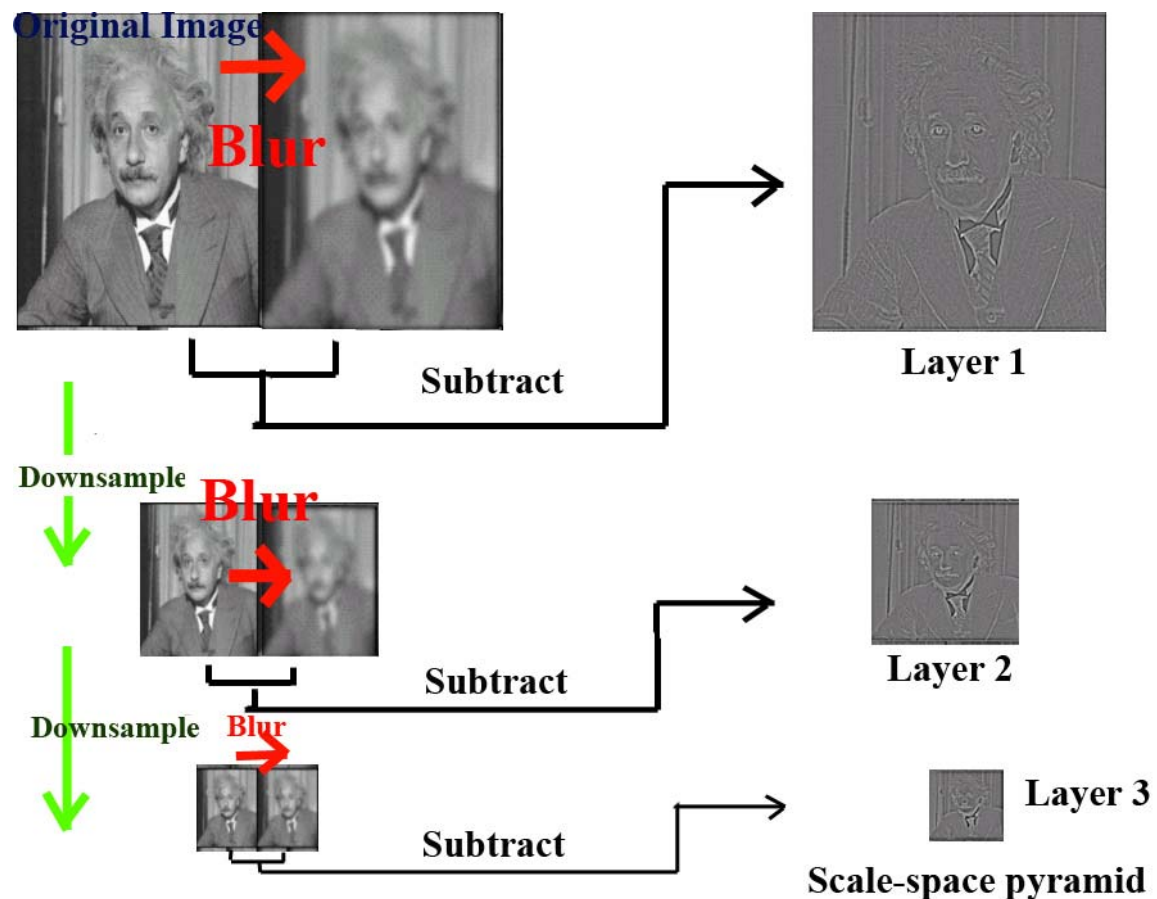 Original Image
Blur
Subtract
Layer 1
Downsample
Blur
Subtract
Layer 2
Downsample
Blur
Subtract
Layer 3
Scale-space pyramid